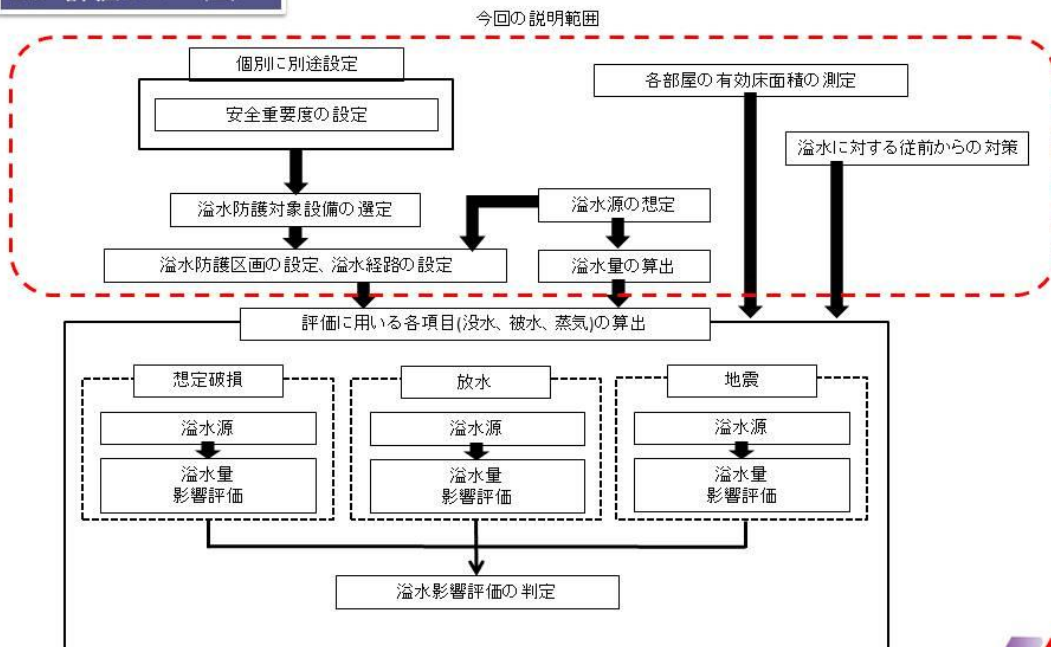 今回の説明範囲
個別に別途設定
安全重要度の設定
各部屋の有効床面積の測定
溢水に対する従前からの対策
溢水防護対象設備の選定
溢水源の想定
溢水防護区画の設定、溢水経路の設定
溢水量の算出
評価に用いる各項目(没水、被水、蒸気)の算出
想定破損
放水
地震
溢水源
溢水源
溢水源
溢水量
影響評価
溢水量
影響評価
溢水量
影響評価
溢水影響評価の判定